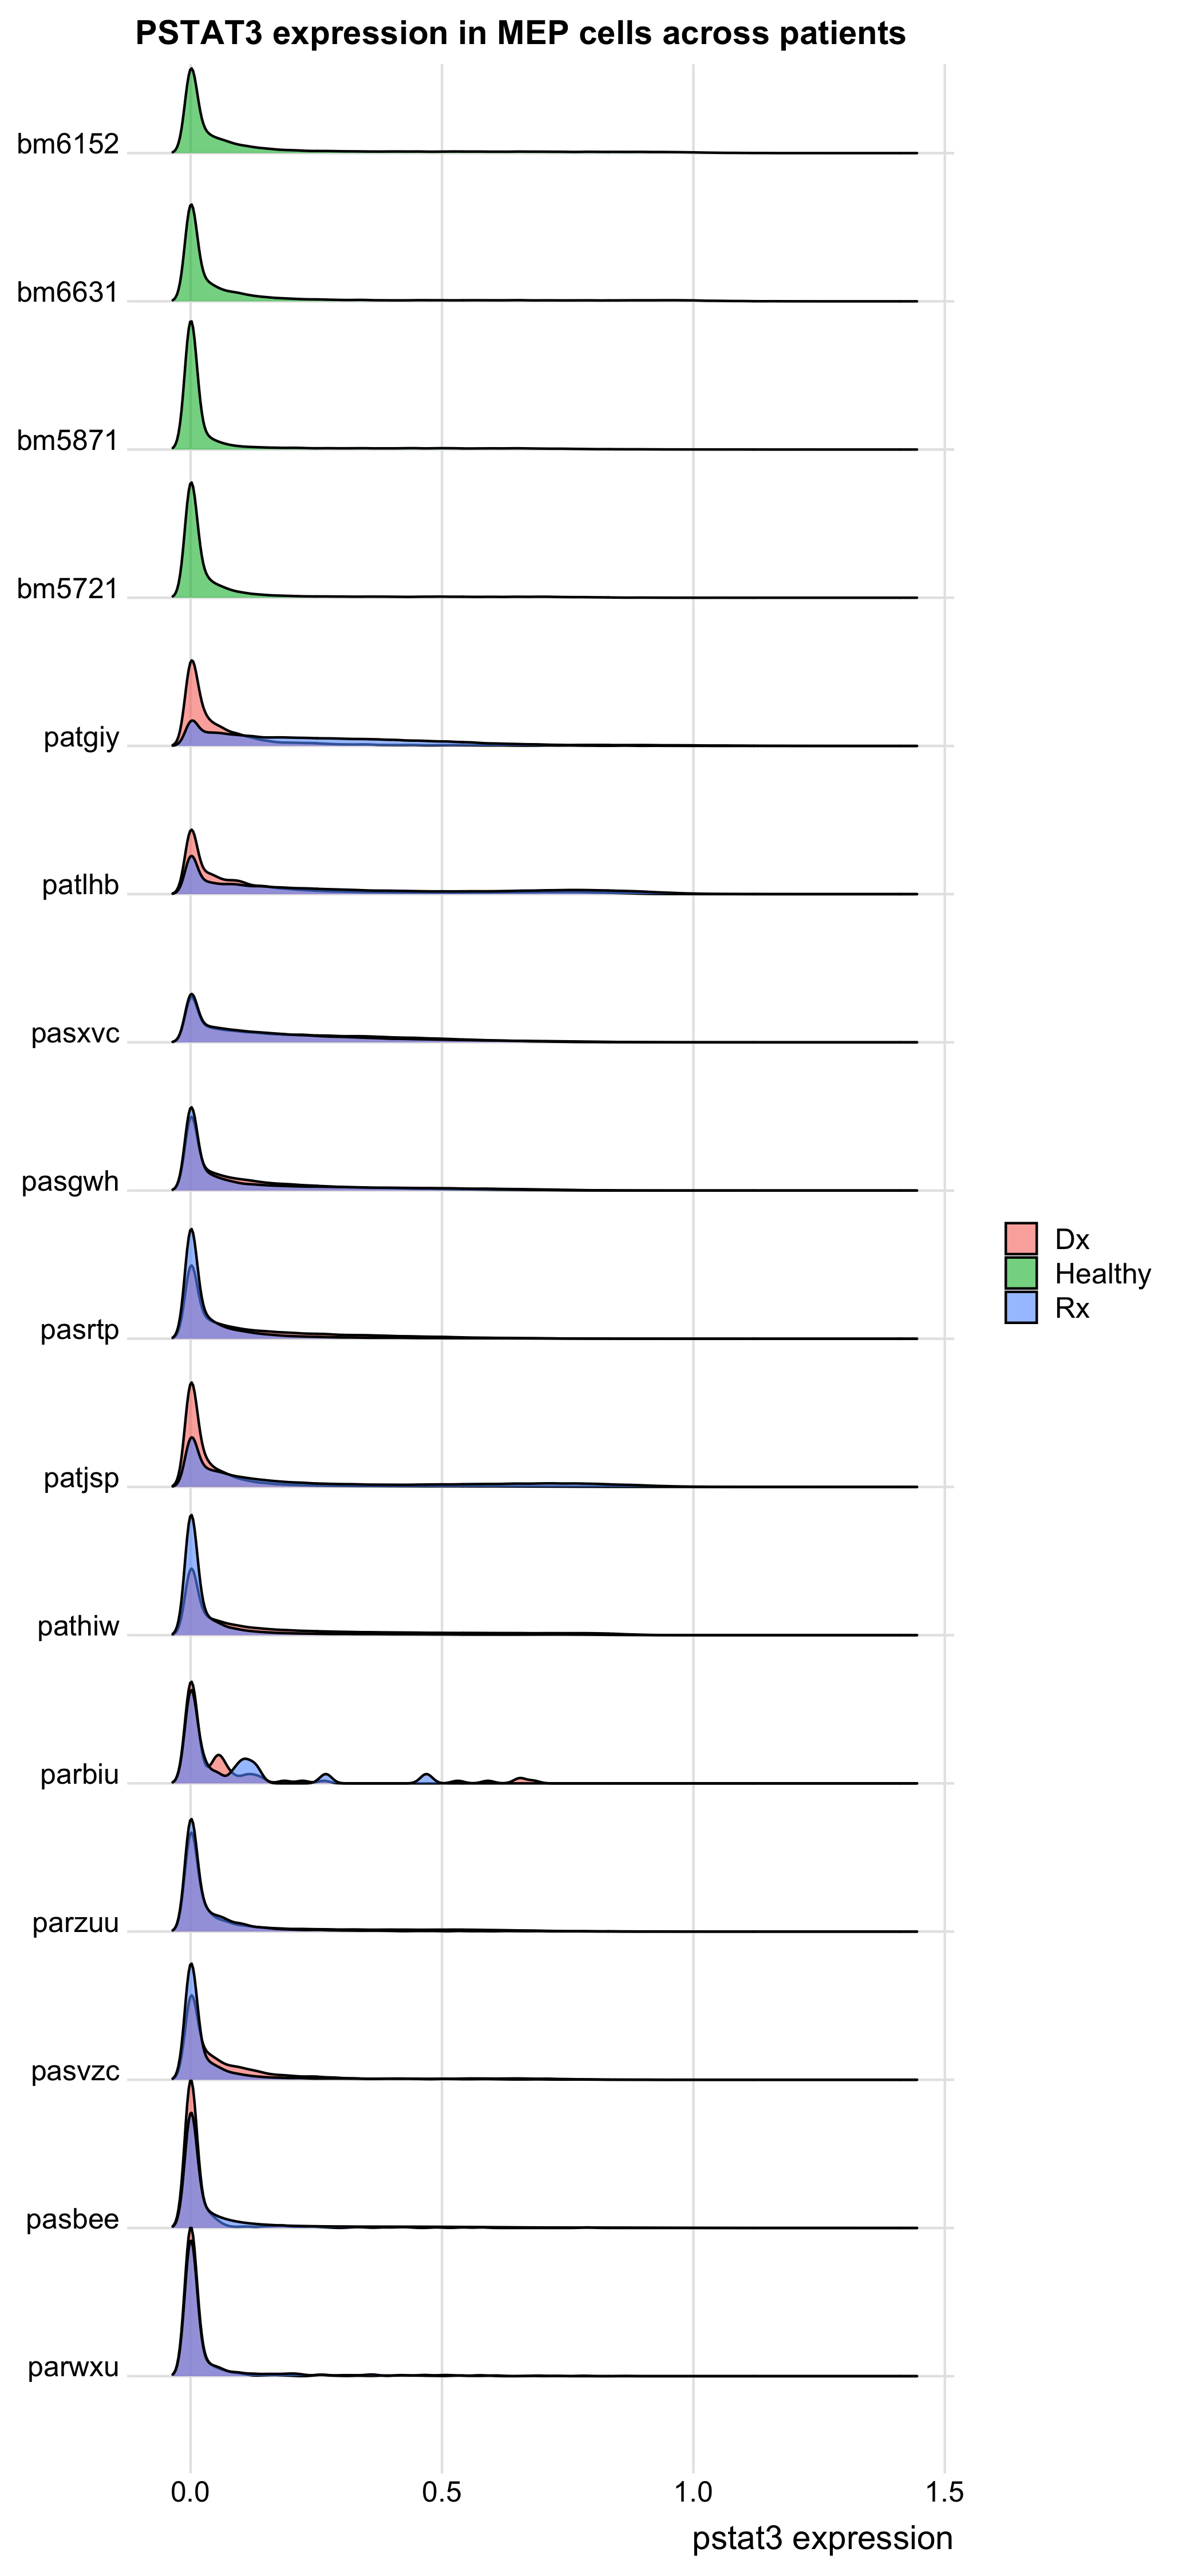 PSTAT3 expression in MEP cells across patients
bm6152
bm6631
bm5871
bm5721
patgiy
patlhb
pasxvc
pasgwh
pasrtp
patjsp
pathiw
parbiu
parzuu
pasvzc
pasbee
parwxu
Dx
Healthy
Rx
0.0 0.5 1.0 1.5
pstat3 expression